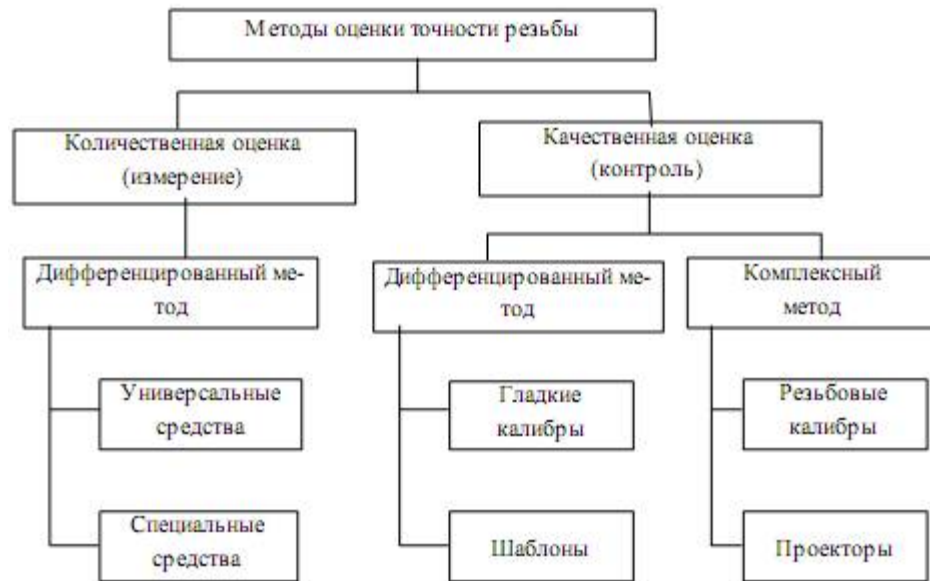 Методы оценки точности резьбы
Количественная оценка
(измерение)
Качественная оценка
(контроль)
Дифференцированный ме-
тод
Дифференцированный ме-
тод
Комплексный
метод
Универсальные
средства
Гладкие
калибры
Резьбовые
калибры
Специальные
средства
Шаблоны
Проекторы